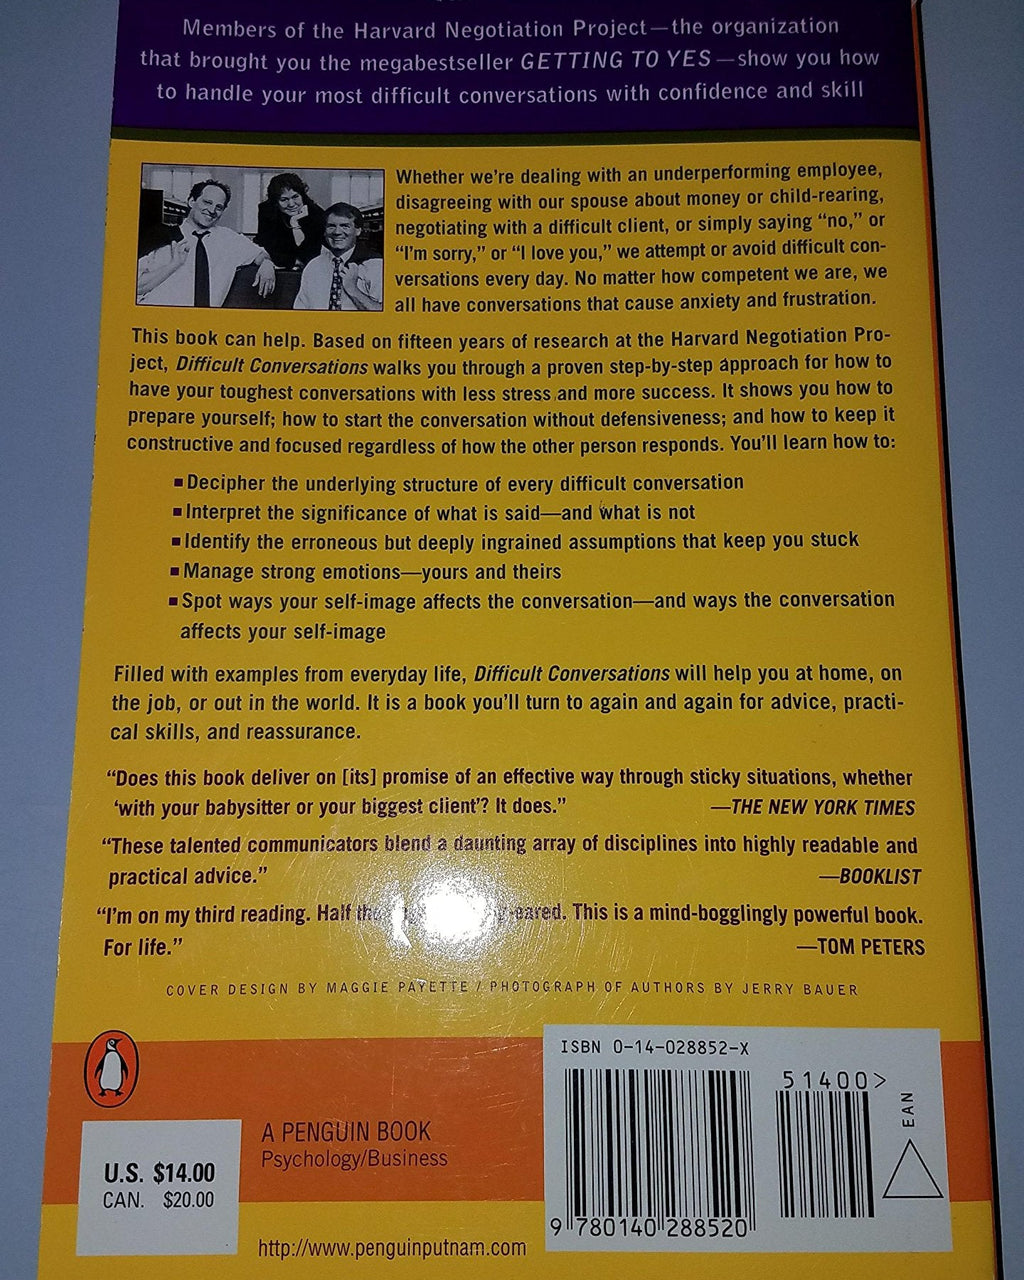 Members of the Harvard Negotiation Project—the organization
that brought you the megabestseller GETTING TO YES—show you how
to handle your most difficult conversations with confidence and skill
Whether we're dealing with an underperforming employee,
disagreeing with our spouse about money or child-rearing,
negotiating with a difficult client, or simply saying “no,” or
“I'm sorry,” or “I love you,” we attempt or avoid difficult con-
versations every day. No matter how competent we are, we
all have conversations that cause anxiety and frustration.
This book can help. Based on fifteen years of research at the Harvard Negotiation Pro-
ject, Difficult Conversations walks you through a proven step-by-step approach for how to
have your toughest conversations with less stress and more success. It shows you how to
prepare yourself; how to start the conversation without defensiveness; and how to keep it
constructive and focused regardless of how the other person responds. You'll learn how to:
■Decipher the underlying structure of every difficult conversation
■Interpret the significance of what is said—and what is not
■Identify the erroneous but deeply ingrained assumptions that keep you stuck
■Manage strong emotions—yours and theirs
■Spot ways your self-image affects the conversation—and ways the conversation
affects your self-image
Filled with examples from everyday life, Difficult Conversations will help you at home, on
the job, or out in the world. It is a book you'll turn to again and again for advice, practi-
cal skills, and reassurance.
“Does this book deliver on [its] promise of an effective way through sticky situations, whether
‘with your babysitter or your biggest client’? It does.” —THE NEW YORK TIMES
“These talented communicators blend a daunting array of disciplines into highly readable and
practical advice.” —BOOKLIST
“I'm on my third reading. Half This is a mind-bogglingly powerful book.
For life.” —TOM PETERS
COVER DESIGN BY MAGGIE PAYETTE / PHOTOGRAPH OF AUTHORS BY JERRY BAUER
ISBN 0-14-028852-X
51400>
EAN
A PENGUIN BOOK
Psychology/Business
U.S. $14.00
CAN. $20.00
9 780140 288520
http://www.penguinputnam.com